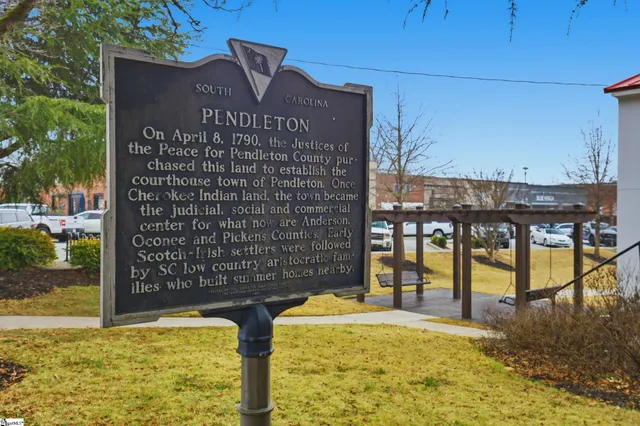 SOUTH CAROLINA
PENDLETON
On April 8, 1790, the Justices of
the Peace for Pendleton County pur-
chased this land to establish the
courthouse town of Pendleton. Once
Cherokee Indian land, the town became
the judicial, social and commercial
center for what now are Anderson,
Oconee and Pickens Counties. Early
Scotch-Irish settlers were followed
by SC low country aristocratic fam-
ilies who built summer homes near-by.